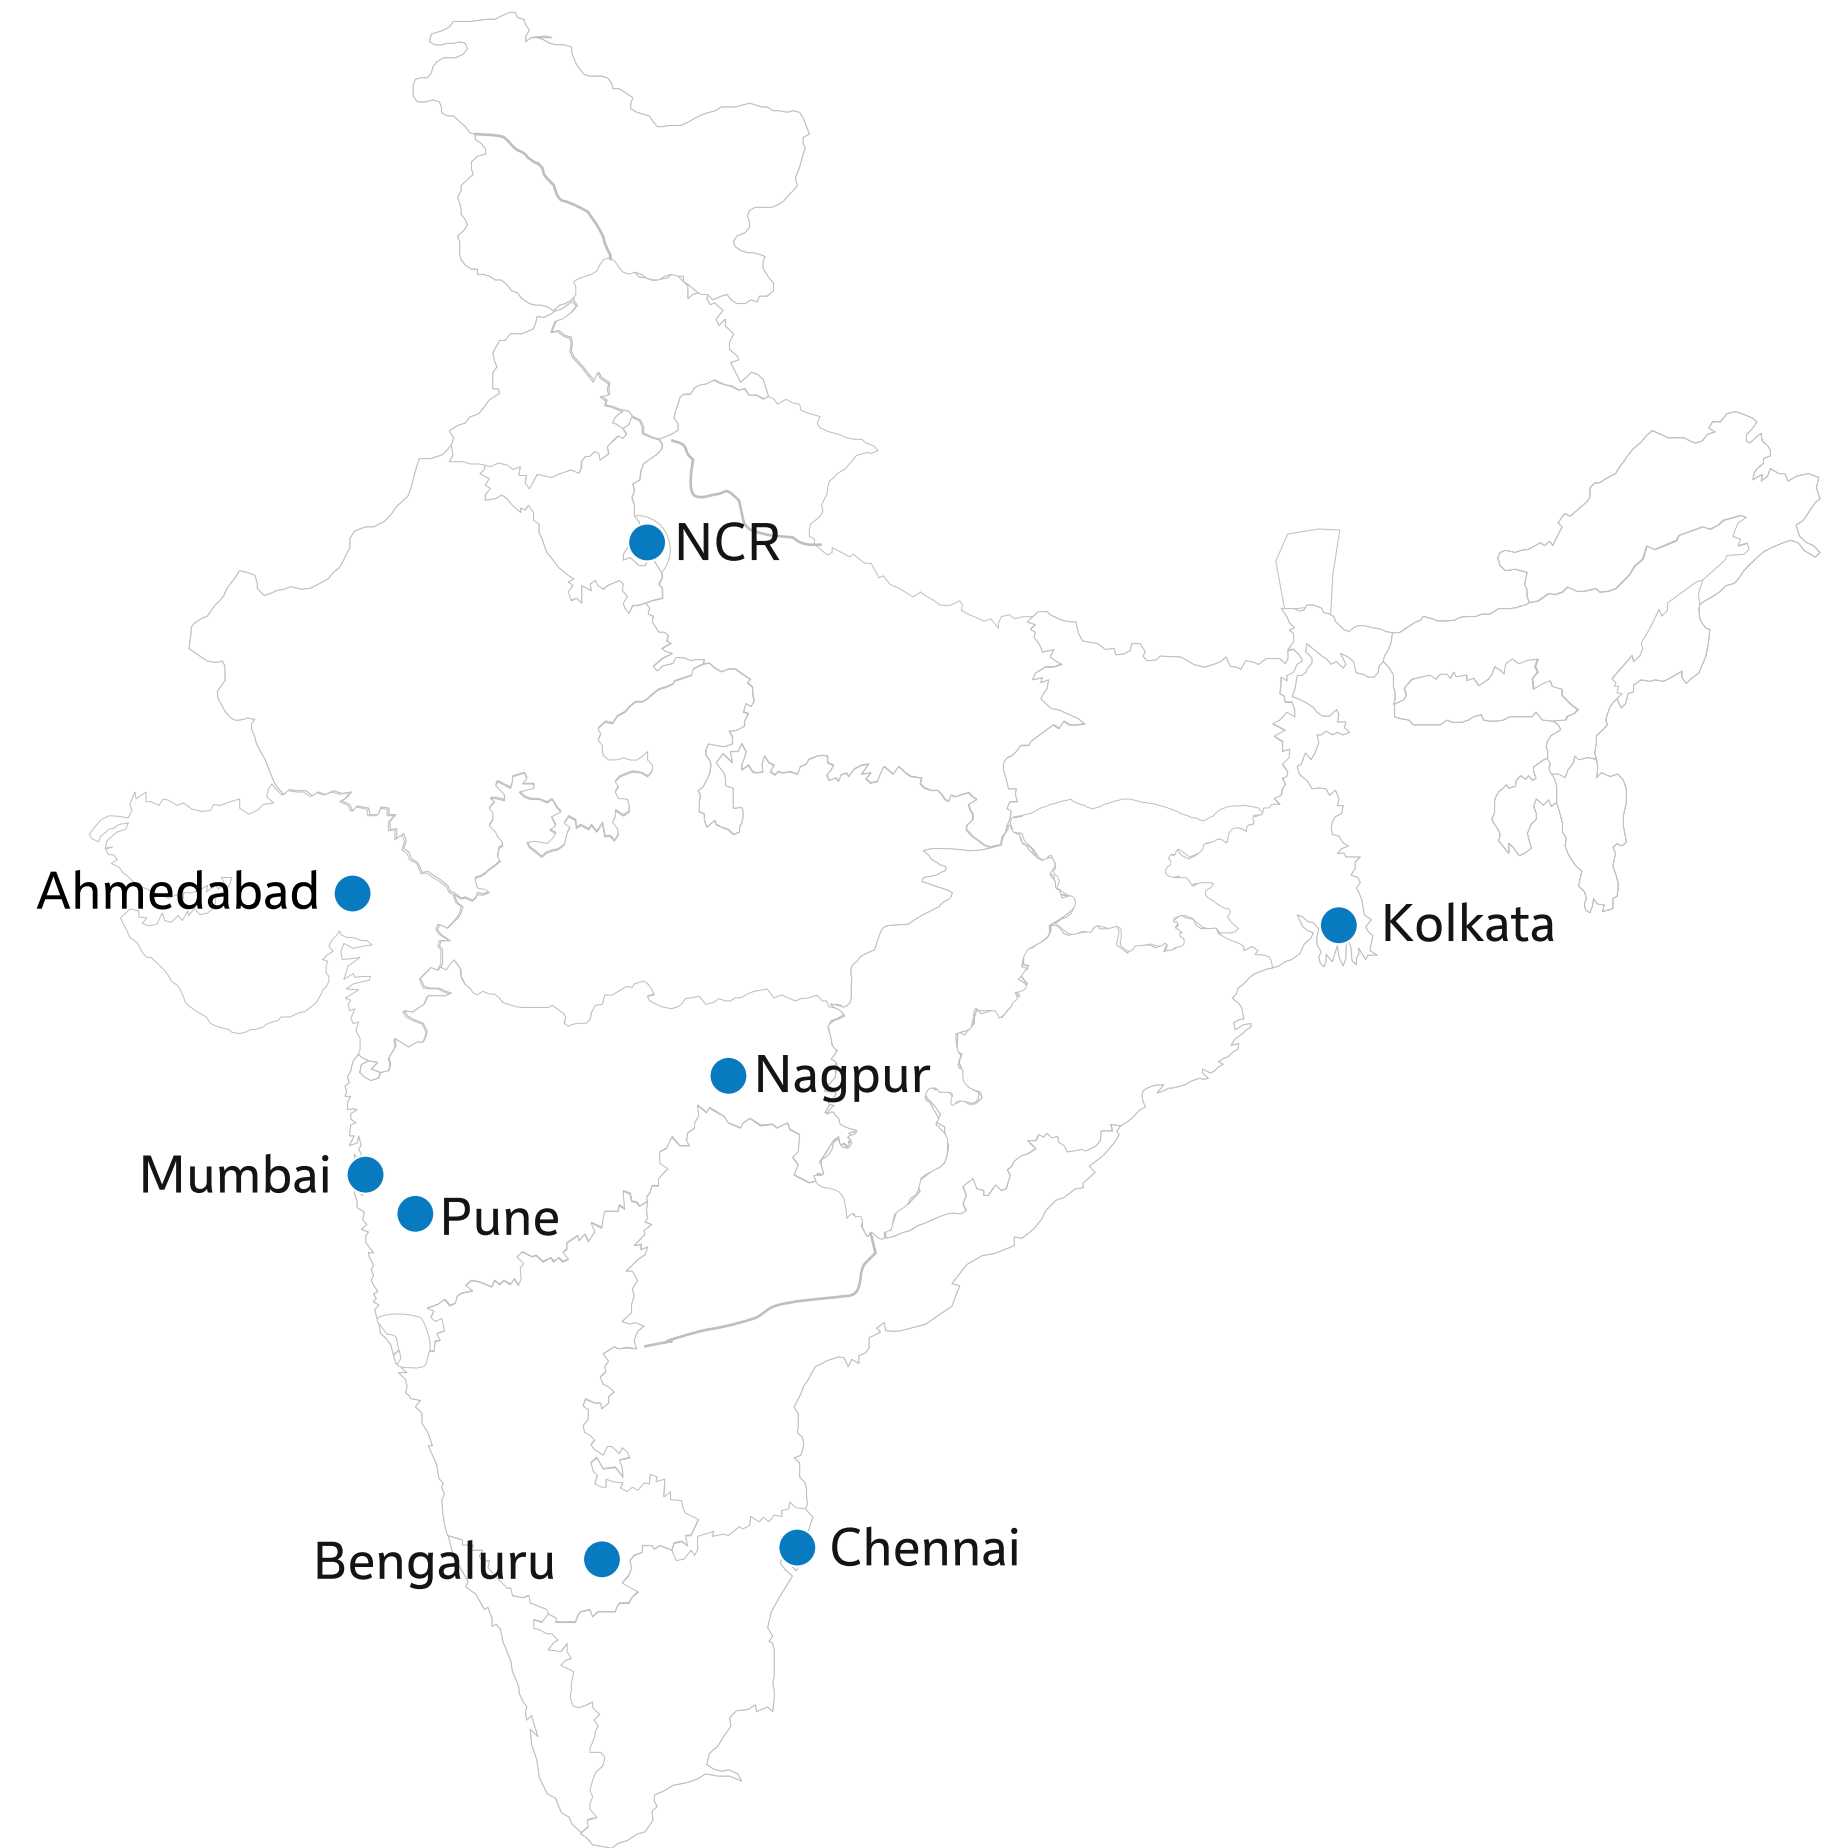 NCR
Ahmedabad
Kolkata
Nagpur
Mumbai
Pune
Bengaluru
Chennai